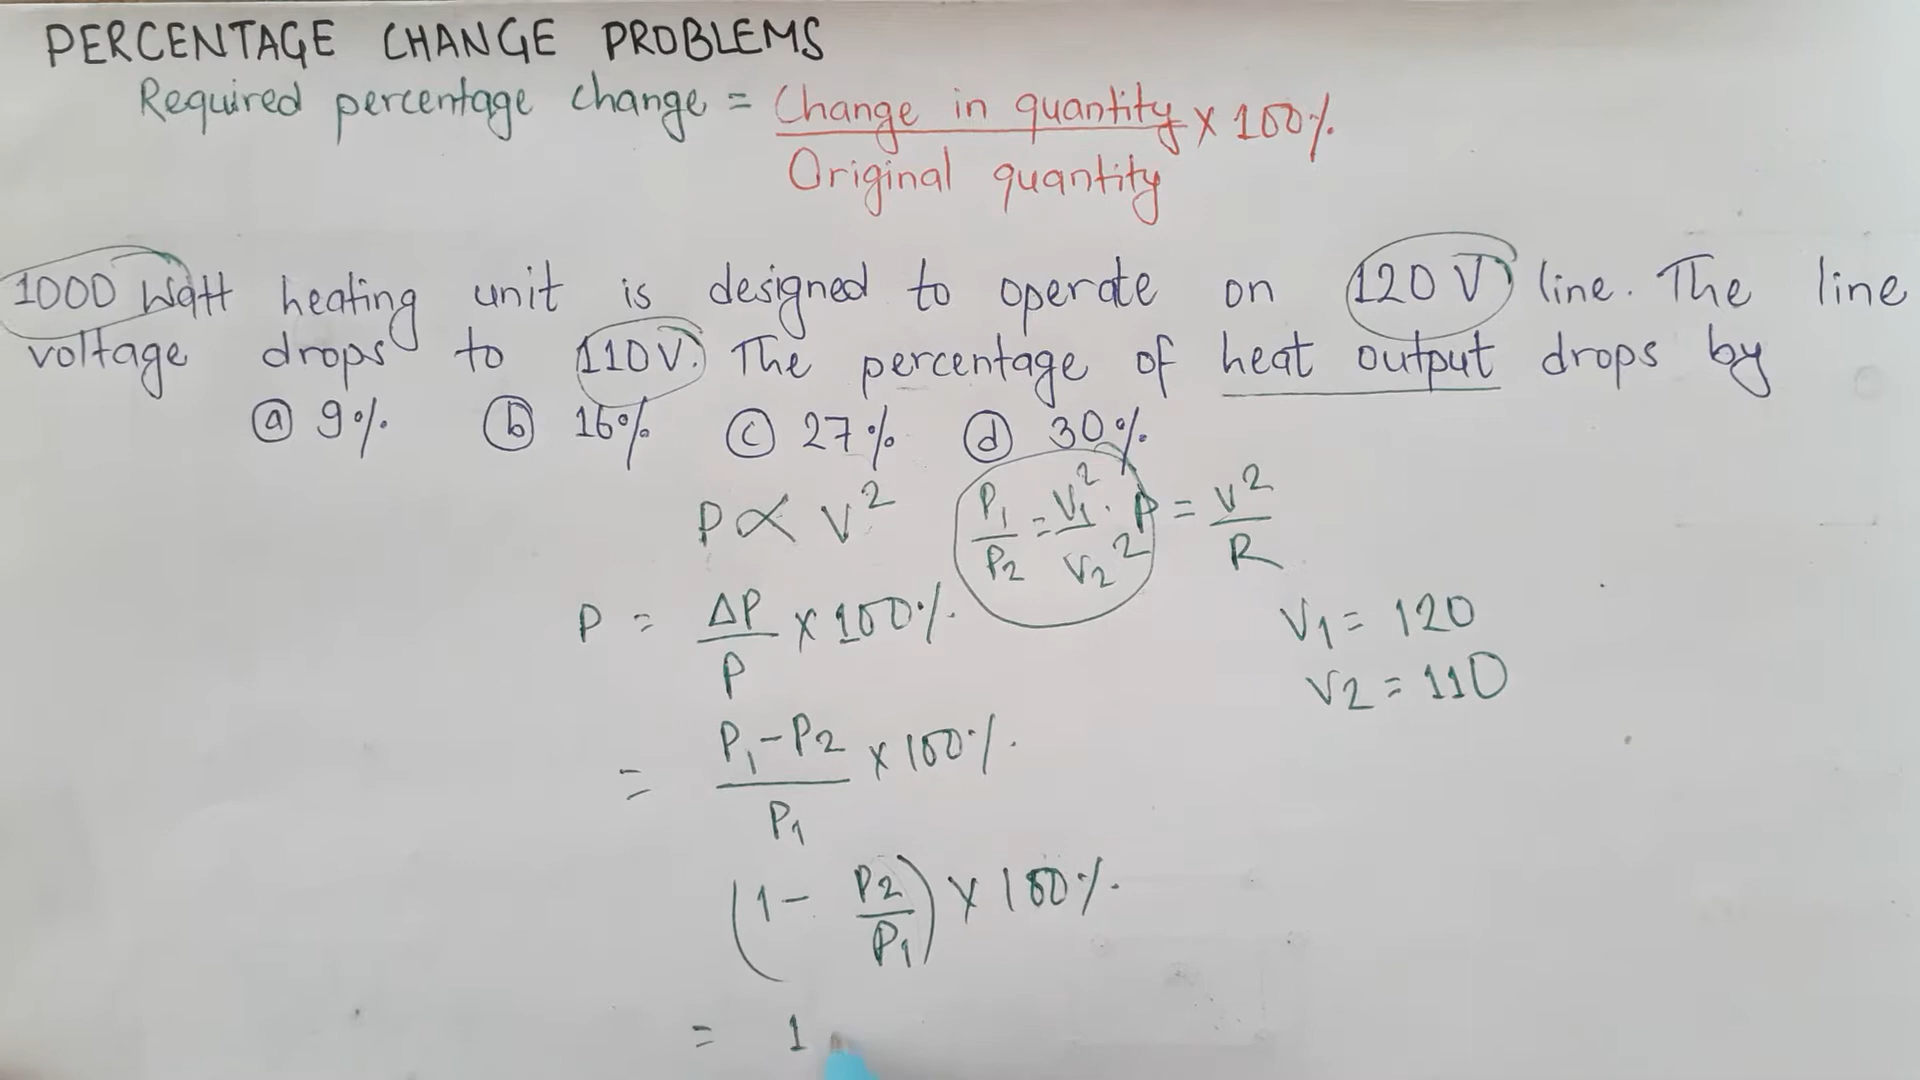 PERCENTAGE CHANGE PROBLEMS
Required percentage change = Change in quantity / Original quantity × 100%
1000 Watt heating unit is designed to operate on 120 V line. The line
voltage drops to 110V. The percentage of heat output drops by
(a) 9% (b) 16% (c) 27% (d) 30%
P ∝ V² P₁/P₂ = V₁²/V₂² . P = V²/R
P = ΔP/P × 100%
V₁ = 120
V2 = 110
= P₁-P2/P₁ × 100%
(1 - P2/P₁) × 100%
= 1